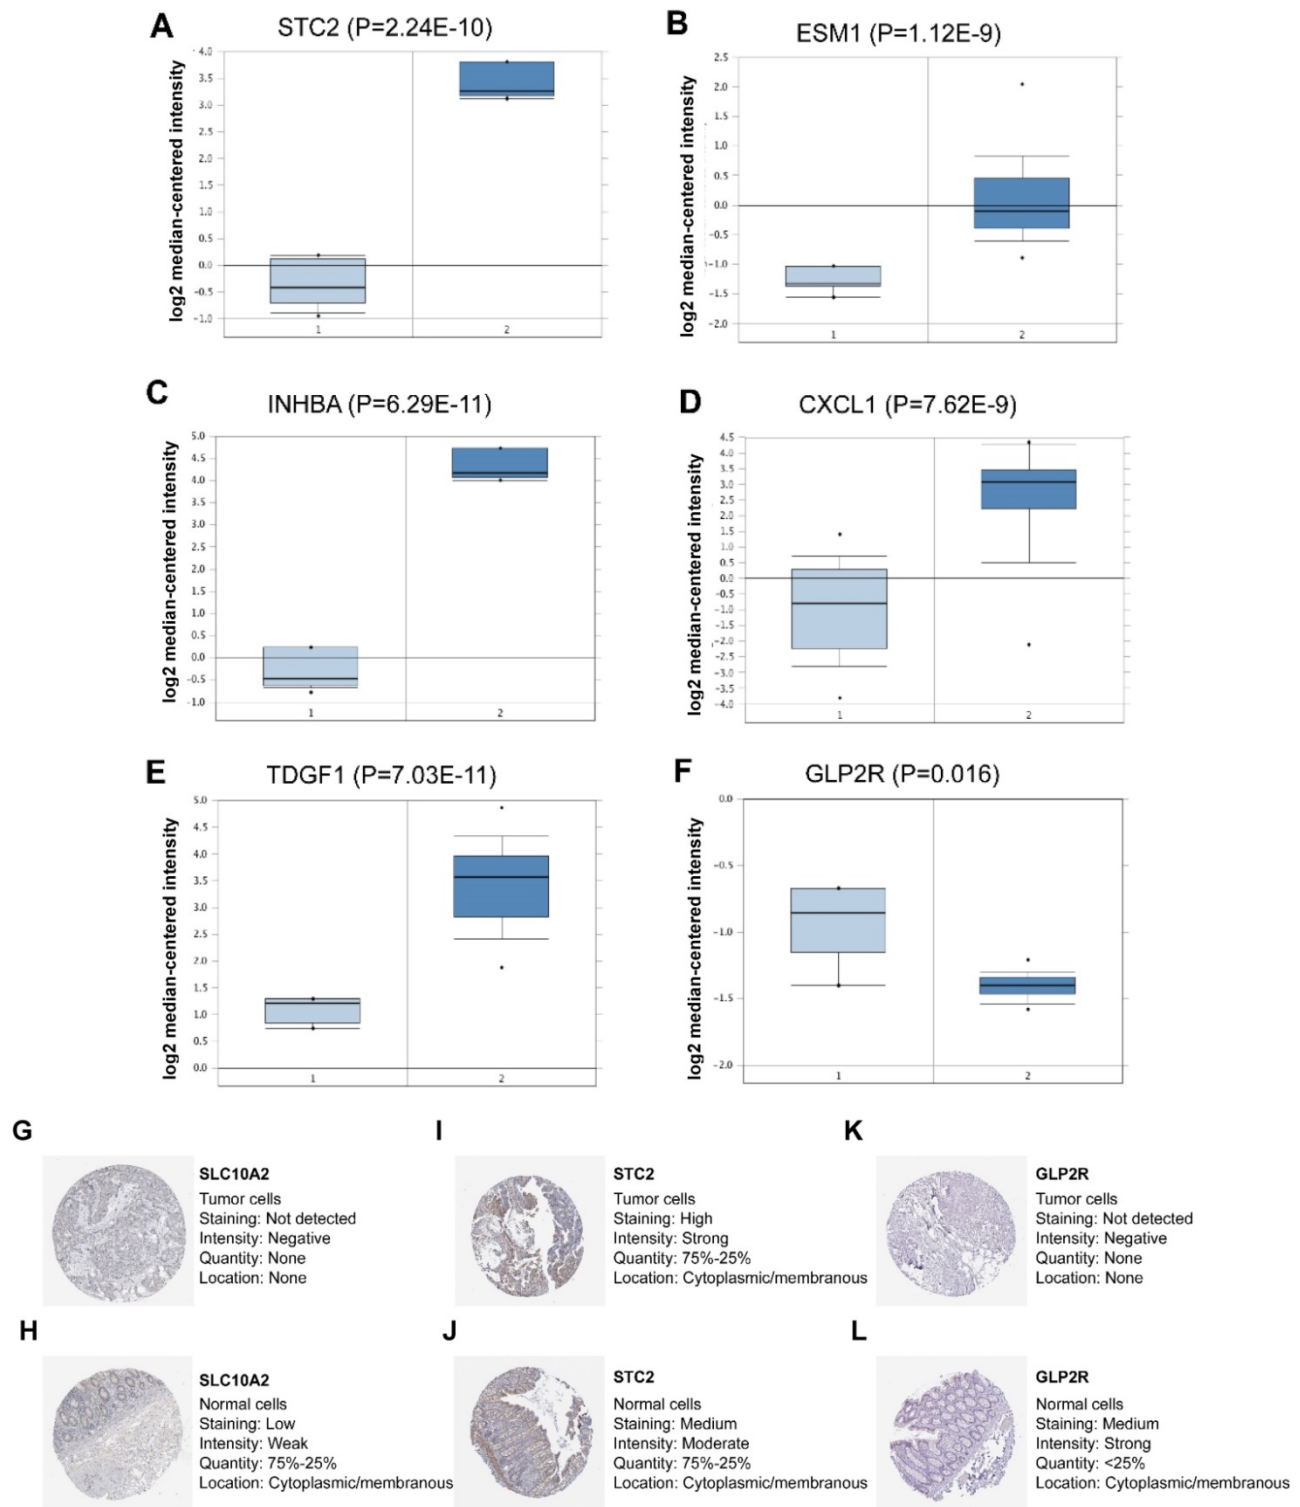 A
STC2 (P=2.24E-10)
log2 median-centered intensity
4.0
3.5
3.0
2.5
2.0
1.5
1.0
0.5
0.0
-0.5
-1.0
1
2
B
ESM1 (P=1.12E-9)
log2 median-centered intensity
2.5
2.0
1.5
1.0
0.5
0.0
-0.5
-1.0
-1.5
-2.0
1
2
C
INHBA (P=6.29E-11)
log2 median-centered intensity
5.0
4.5
4.0
3.5
3.0
2.5
2.0
1.5
1.0
0.5
0.0
-0.5
-1.0
1
2
D
CXCL1 (P=7.62E-9)
log2 median-centered intensity
4.5
4.0
3.5
3.0
2.5
2.0
1.5
1.0
0.5
0.0
-0.5
-1.0
-1.5
-2.0
-2.5
-3.0
-3.5
-4.0
1
2
E
TDGF1 (P=7.03E-11)
log2 median-centered intensity
5.0
4.5
4.0
3.5
3.0
2.5
2.0
1.5
1.0
0.5
0.0
1
2
F
GLP2R (P=0.016)
log2 median-centered intensity
0.0
-0.5
-1.0
-1.5
-2.0
1
2
G
SLC10A2
Tumor cells
Staining: Not detected
Intensity: Negative
Quantity: None
Location: None
I
STC2
Tumor cells
Staining: High
Intensity: Strong
Quantity: 75%-25%
Location: Cytoplasmic/membranous
K
GLP2R
Tumor cells
Staining: Not detected
Intensity: Negative
Quantity: None
Location: None
H
SLC10A2
Normal cells
Staining: Low
Intensity: Weak
Quantity: 75%-25%
Location: Cytoplasmic/membranous
J
STC2
Normal cells
Staining: Medium
Intensity: Moderate
Quantity: 75%-25%
Location: Cytoplasmic/membranous
L
GLP2R
Normal cells
Staining: Medium
Intensity: Strong
Quantity: <25%
Location: Cytoplasmic/membranous